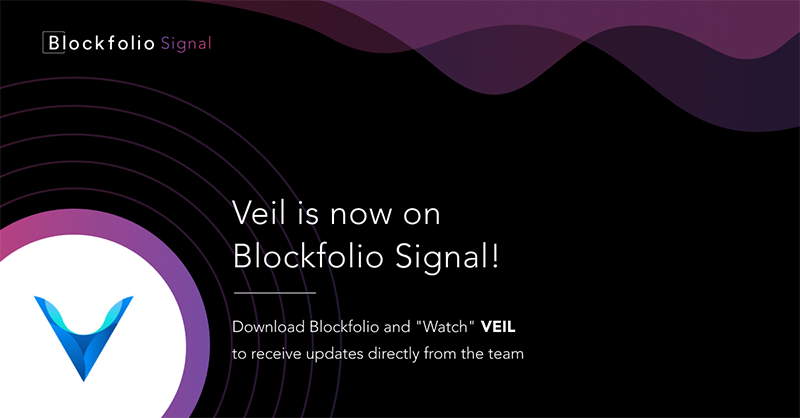 Blockfolio Signal
Veil is now on
Blockfolio Signal!
Download Blockfolio and "Watch" VEIL
to receive updates directly from the team